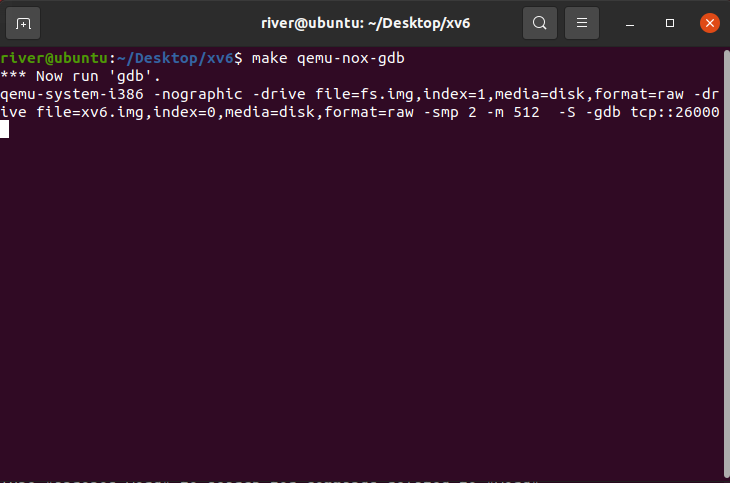 river@ubuntu: ~/Desktop/xv6
river@ubuntu:~/Desktop/xv6$ make qemu-nox-gdb
*** Now run 'gdb'.
qemu-system-i386 -nographic -drive file=fs.img,index=1,media=disk,format=raw -dr
ive file=xv6.img,index=0,media=disk,format=raw -smp 2 -m 512  -S -gdb tcp::26000